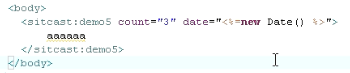 <body>
<sitcast:demo5 count="3" date="<%=new Date() %>">
aaaaaa
</sitcast:demo5>
</body>